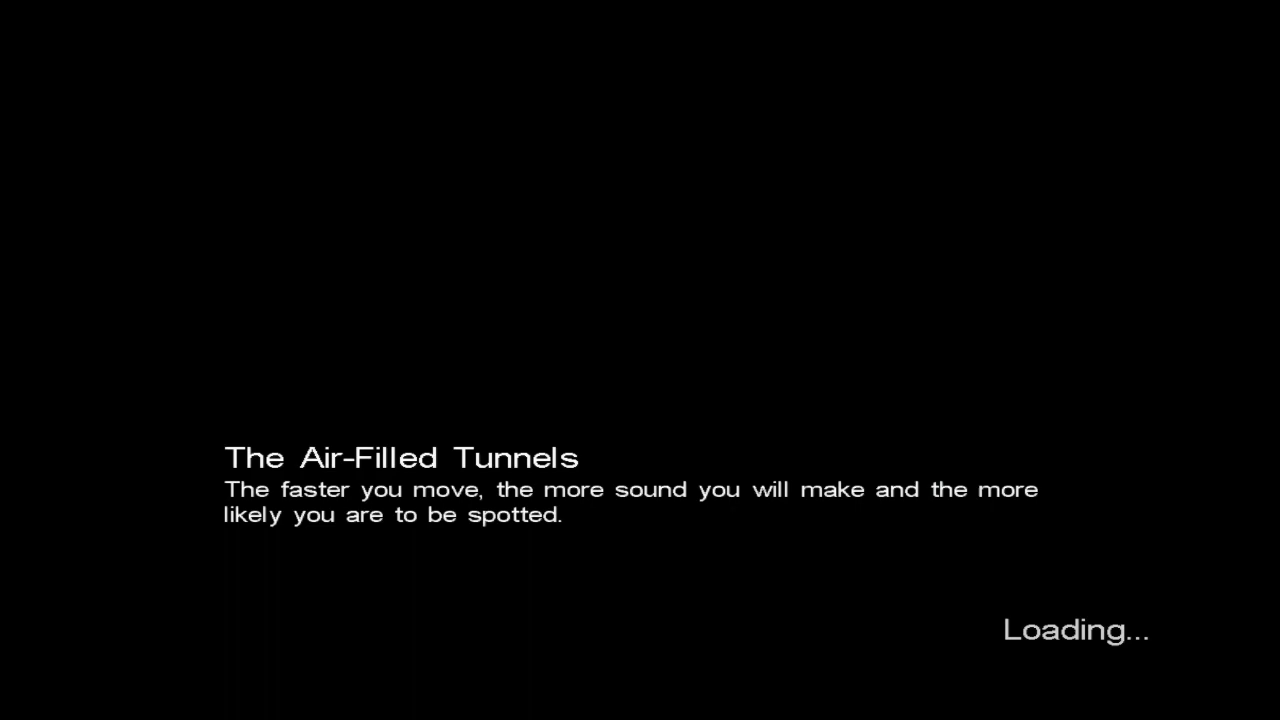 The Air-Filled Tunnels
The faster you move, the more sound you will make and the more
likely you are to be spotted.
Loading...